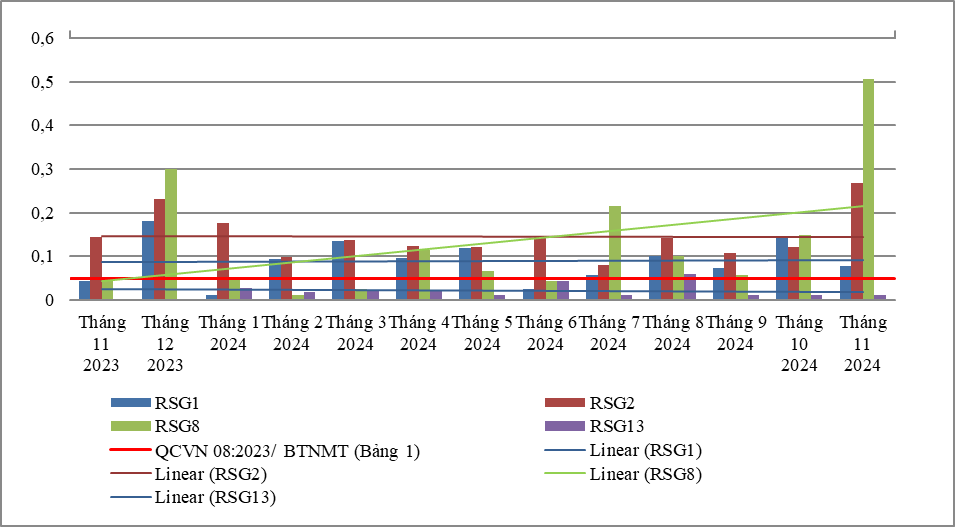 0,6
0,5
0,4
0,3
0,2
0,1
0
Tháng 11 2023
Tháng 12 2023
Tháng 1 2024
Tháng 2 2024
Tháng 3 2024
Tháng 4 2024
Tháng 5 2024
Tháng 6 2024
Tháng 7 2024
Tháng 8 2024
Tháng 9 2024
Tháng 10 2024
Tháng 11 2024
RSG1
RSG2
RSG8
RSG13
QCVN 08:2023/ BTNMT (Bảng 1)
Linear (RSG1)
Linear (RSG2)
Linear (RSG8)
Linear (RSG13)